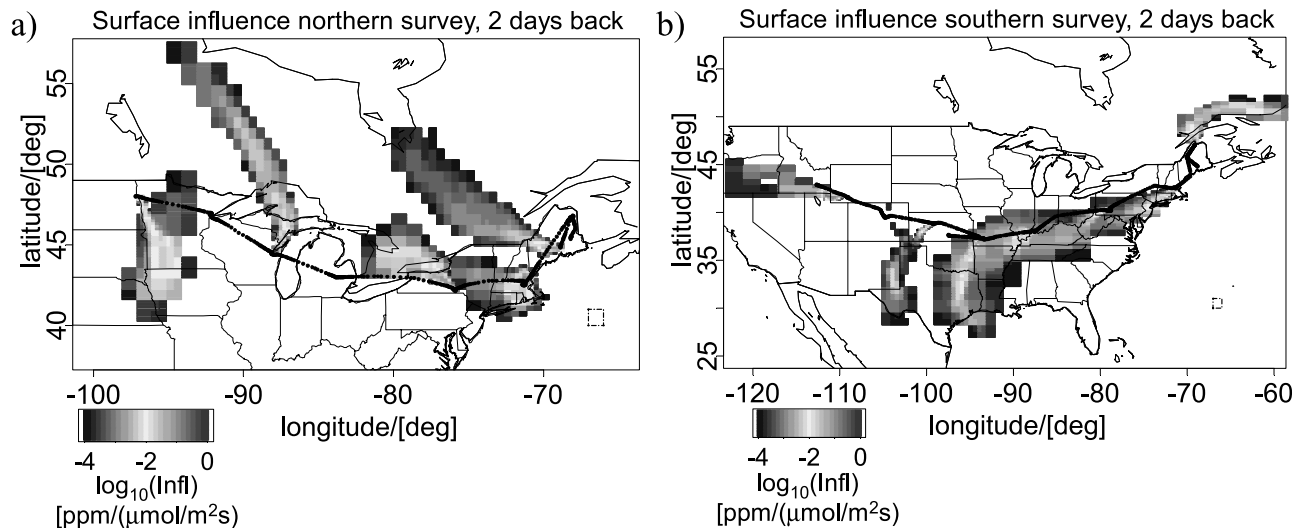 a) Surface influence northern survey, 2 days back
latitude/[deg]
55
50
45
40
-100 -90 -80 -70
longitude/[deg]
-4 -2 0
log10(Infl)
[ppm/(μmol/m2s)
b) Surface influence southern survey, 2 days back
latitude/[deg]
55
45
35
25
-120 -110 -100 -90 -80 -70 -60
longitude/[deg]
-4 -2 0
log10(Infl)
[ppm/(μmol/m2s)